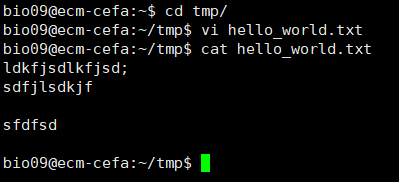 bio09@ecm-cefa:~$ cd tmp/
bio09@ecm-cefa:~/tmp$ vi hello_world.txt
bio09@ecm-cefa:~/tmp$ cat hello_world.txt
ldkfjsdlkfjsd;
sdfjlsdkjf

sfdfsd

bio09@ecm-cefa:~/tmp$